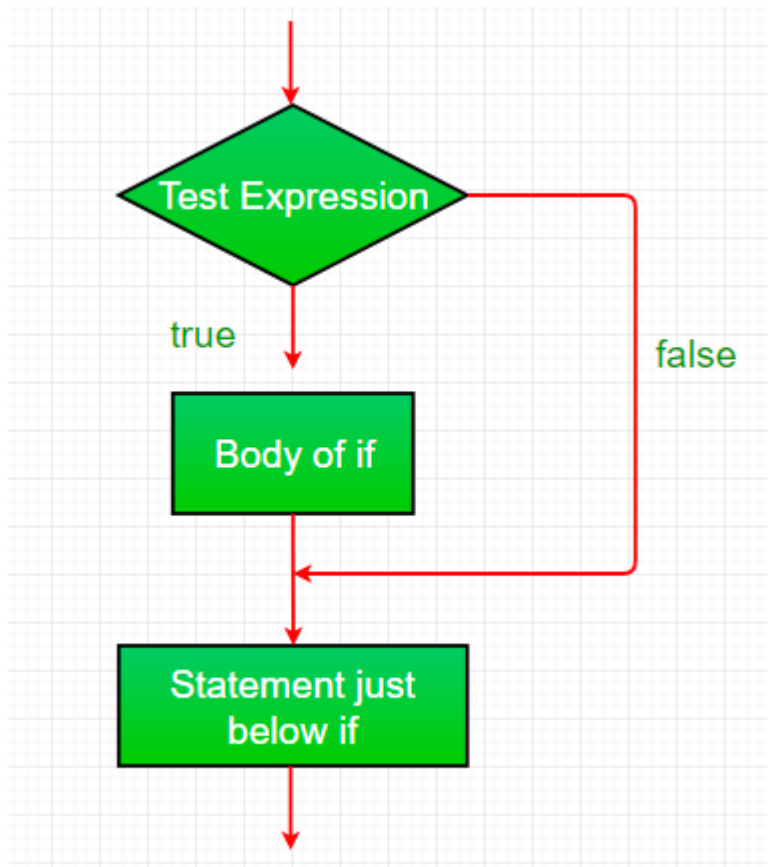 Test Expression
true
false
Body of if
Statement just
below if